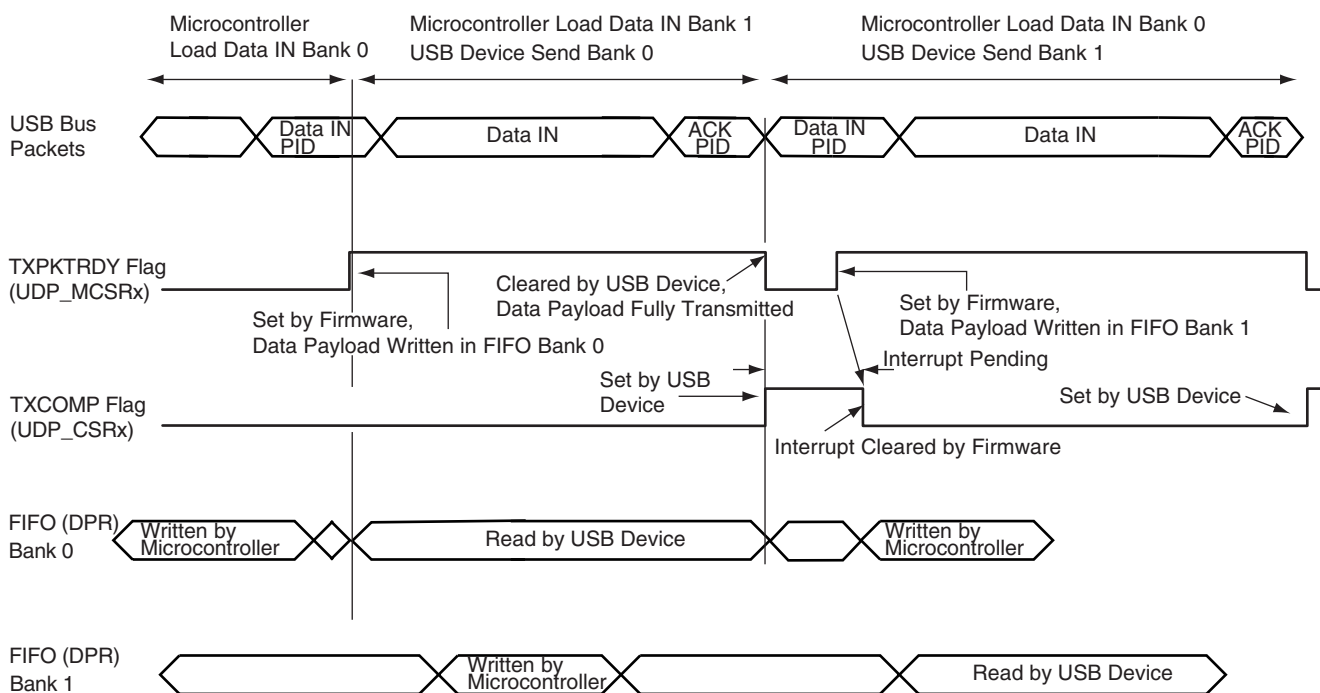 Microcontroller
Load Data IN Bank 0
Microcontroller Load Data IN Bank 1
USB Device Send Bank 0
Microcontroller Load Data IN Bank 0
USB Device Send Bank 1
USB Bus
Packets
Data IN
PID
Data IN
ACK
PID
Data IN
PID
Data IN
ACK
PID
TXPKTRDY Flag
(UDP_MCSRx)
Set by Firmware,
Data Payload Written in FIFO Bank 0
Cleared by USB Device,
Data Payload Fully Transmitted
Set by Firmware,
Data Payload Written in FIFO Bank 1
Interrupt Pending
Set by USB
Device
TXCOMP Flag
(UDP_CSRx)
Set by USB Device
Interrupt Cleared by Firmware
FIFO (DPR)
Bank 0
Written by
Microcontroller
Read by USB Device
Written by
Microcontroller
FIFO (DPR)
Bank 1
Written by
Microcontroller
Read by USB Device